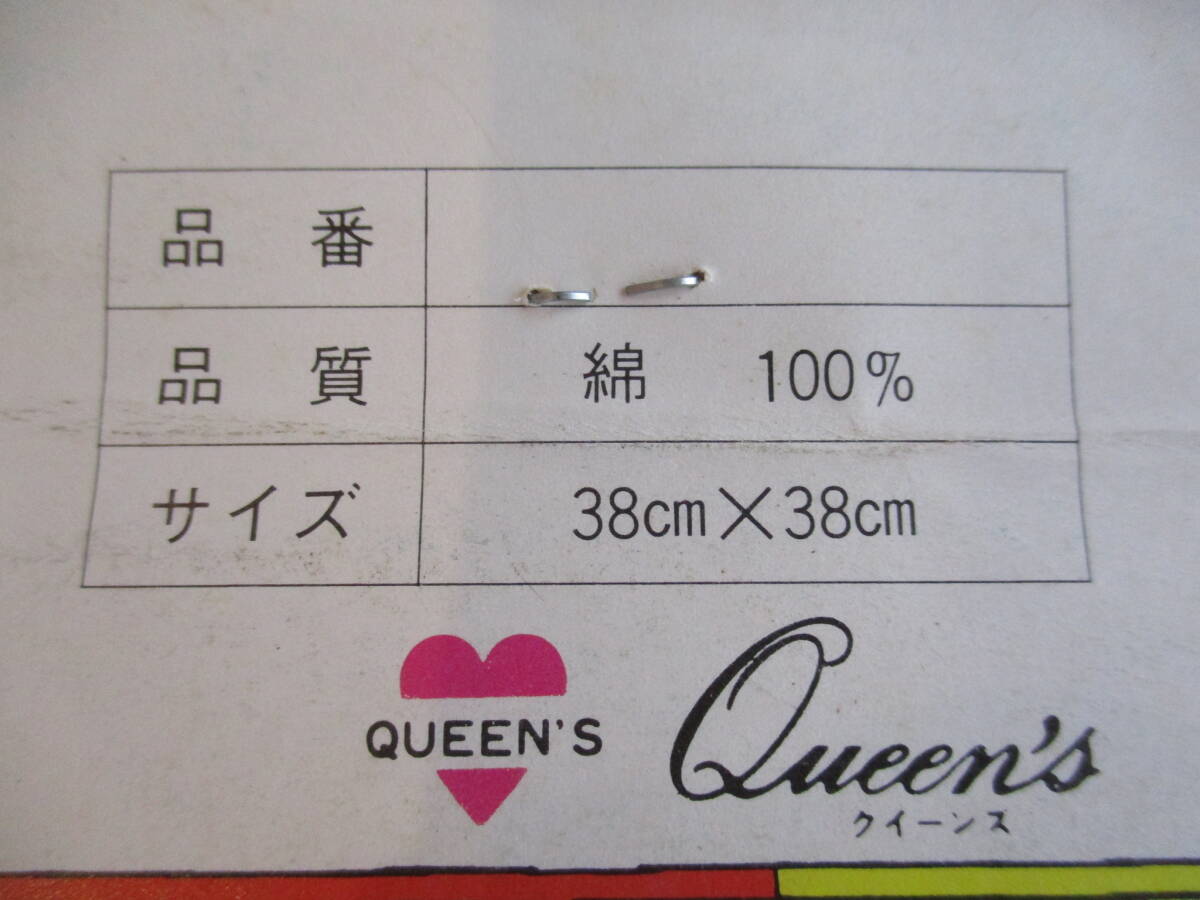 品番
品質 綿 100%
サイズ 38cm×38cm
QUEEN'S
Queen's
クイーンス